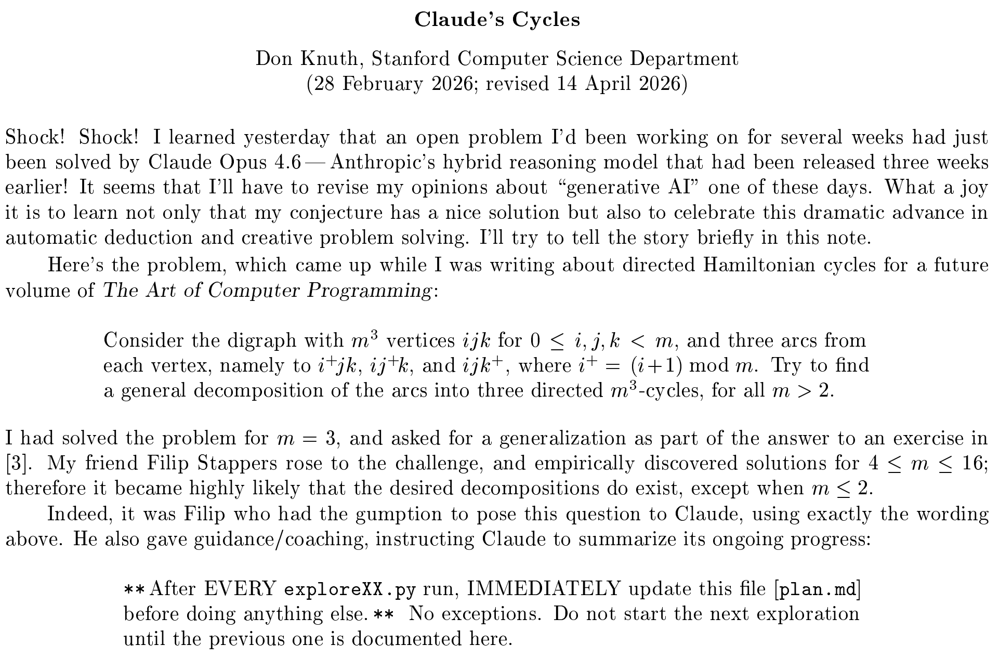 Claude's Cycles
Don Knuth, Stanford Computer Science Department
(28 February 2026; revised 14 April 2026)
Shock! Shock! I learned yesterday that an open problem I'd been working on for several weeks had just
been solved by Claude Opus 4.6 — Anthropic's hybrid reasoning model that had been released three weeks
earlier! It seems that I'll have to revise my opinions about “generative AI” one of these days. What a joy
it is to learn not only that my conjecture has a nice solution but also to celebrate this dramatic advance in
automatic deduction and creative problem solving. I'll try to tell the story briefly in this note.
Here's the problem, which came up while I was writing about directed Hamiltonian cycles for a future
volume of The Art of Computer Programming:
Consider the digraph with m³ vertices ijk for 0 ≤ i, j, k < m, and three arcs from
each vertex, namely to i⁺jk, ij⁺k, and ijk⁺, where i⁺ = (i+1) mod m. Try to find
a general decomposition of the arcs into three directed m³-cycles, for all m > 2.
I had solved the problem for m = 3, and asked for a generalization as part of the answer to an exercise in
[3]. My friend Filip Stappers rose to the challenge, and empirically discovered solutions for 4 ≤ m ≤ 16;
therefore it became highly likely that the desired decompositions do exist, except when m ≤ 2.
Indeed, it was Filip who had the gumption to pose this question to Claude, using exactly the wording
above. He also gave guidance/coaching, instructing Claude to summarize its ongoing progress:
** After EVERY exploreXX.py run, IMMEDIATELY update this file [plan.md]
before doing anything else. ** No exceptions. Do not start the next exploration
until the previous one is documented here.